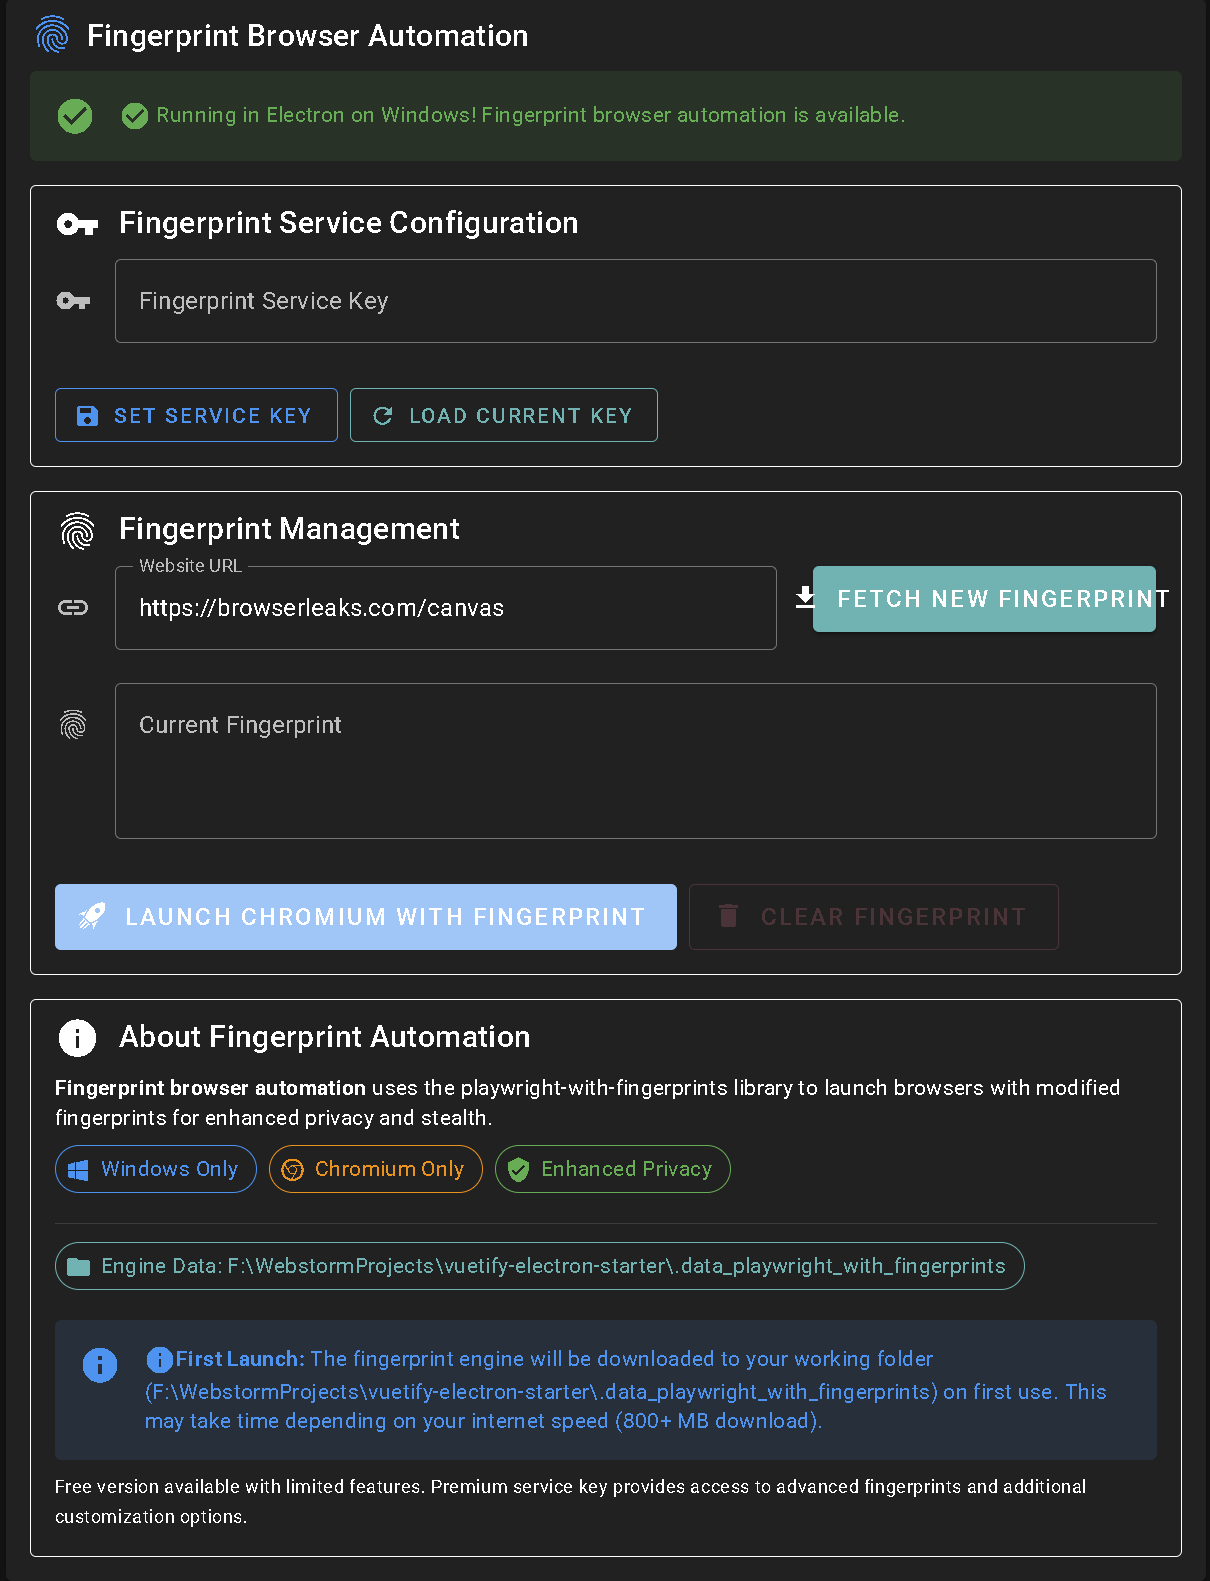 Fingerprint Browser Automation
Running in Electron on Windows! Fingerprint browser automation is available.
Fingerprint Service Configuration
Fingerprint Service Key
SET SERVICE KEY
LOAD CURRENT KEY
Fingerprint Management
Website URL
https://browserleaks.com/canvas
FETCH NEW FINGERPRINT
Current Fingerprint
LAUNCH CHROMIUM WITH FINGERPRINT
CLEAR FINGERPRINT
About Fingerprint Automation
Fingerprint browser automation uses the playwright-with-fingerprints library to launch browsers with modified
fingerprints for enhanced privacy and stealth.
Windows Only
Chromium Only
Enhanced Privacy
Engine Data: F:\WebstormProjects\vuetify-electron-starter\.data_playwright_with_fingerprints
First Launch: The fingerprint engine will be downloaded to your working folder
(F:\WebstormProjects\vuetify-electron-starter\.data_playwright_with_fingerprints) on first use. This
may take time depending on your internet speed (800+ MB download).
Free version available with limited features. Premium service key provides access to advanced fingerprints and additional
customization options.